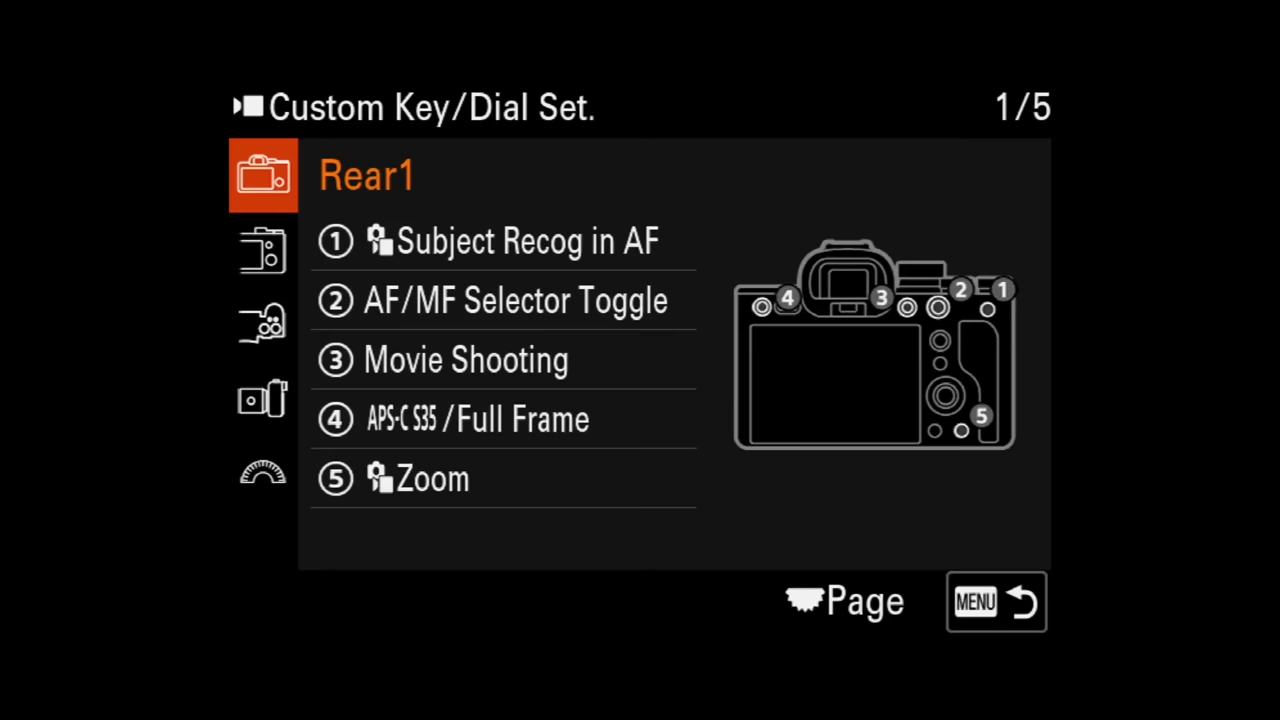 Custom Key/Dial Set. 1/5
Rear1
① Subject Recog in AF
② AF/MF Selector Toggle
③ Movie Shooting
④ APS-C S35 /Full Frame
⑤ Zoom
4 3 2 1
5
Page MENU